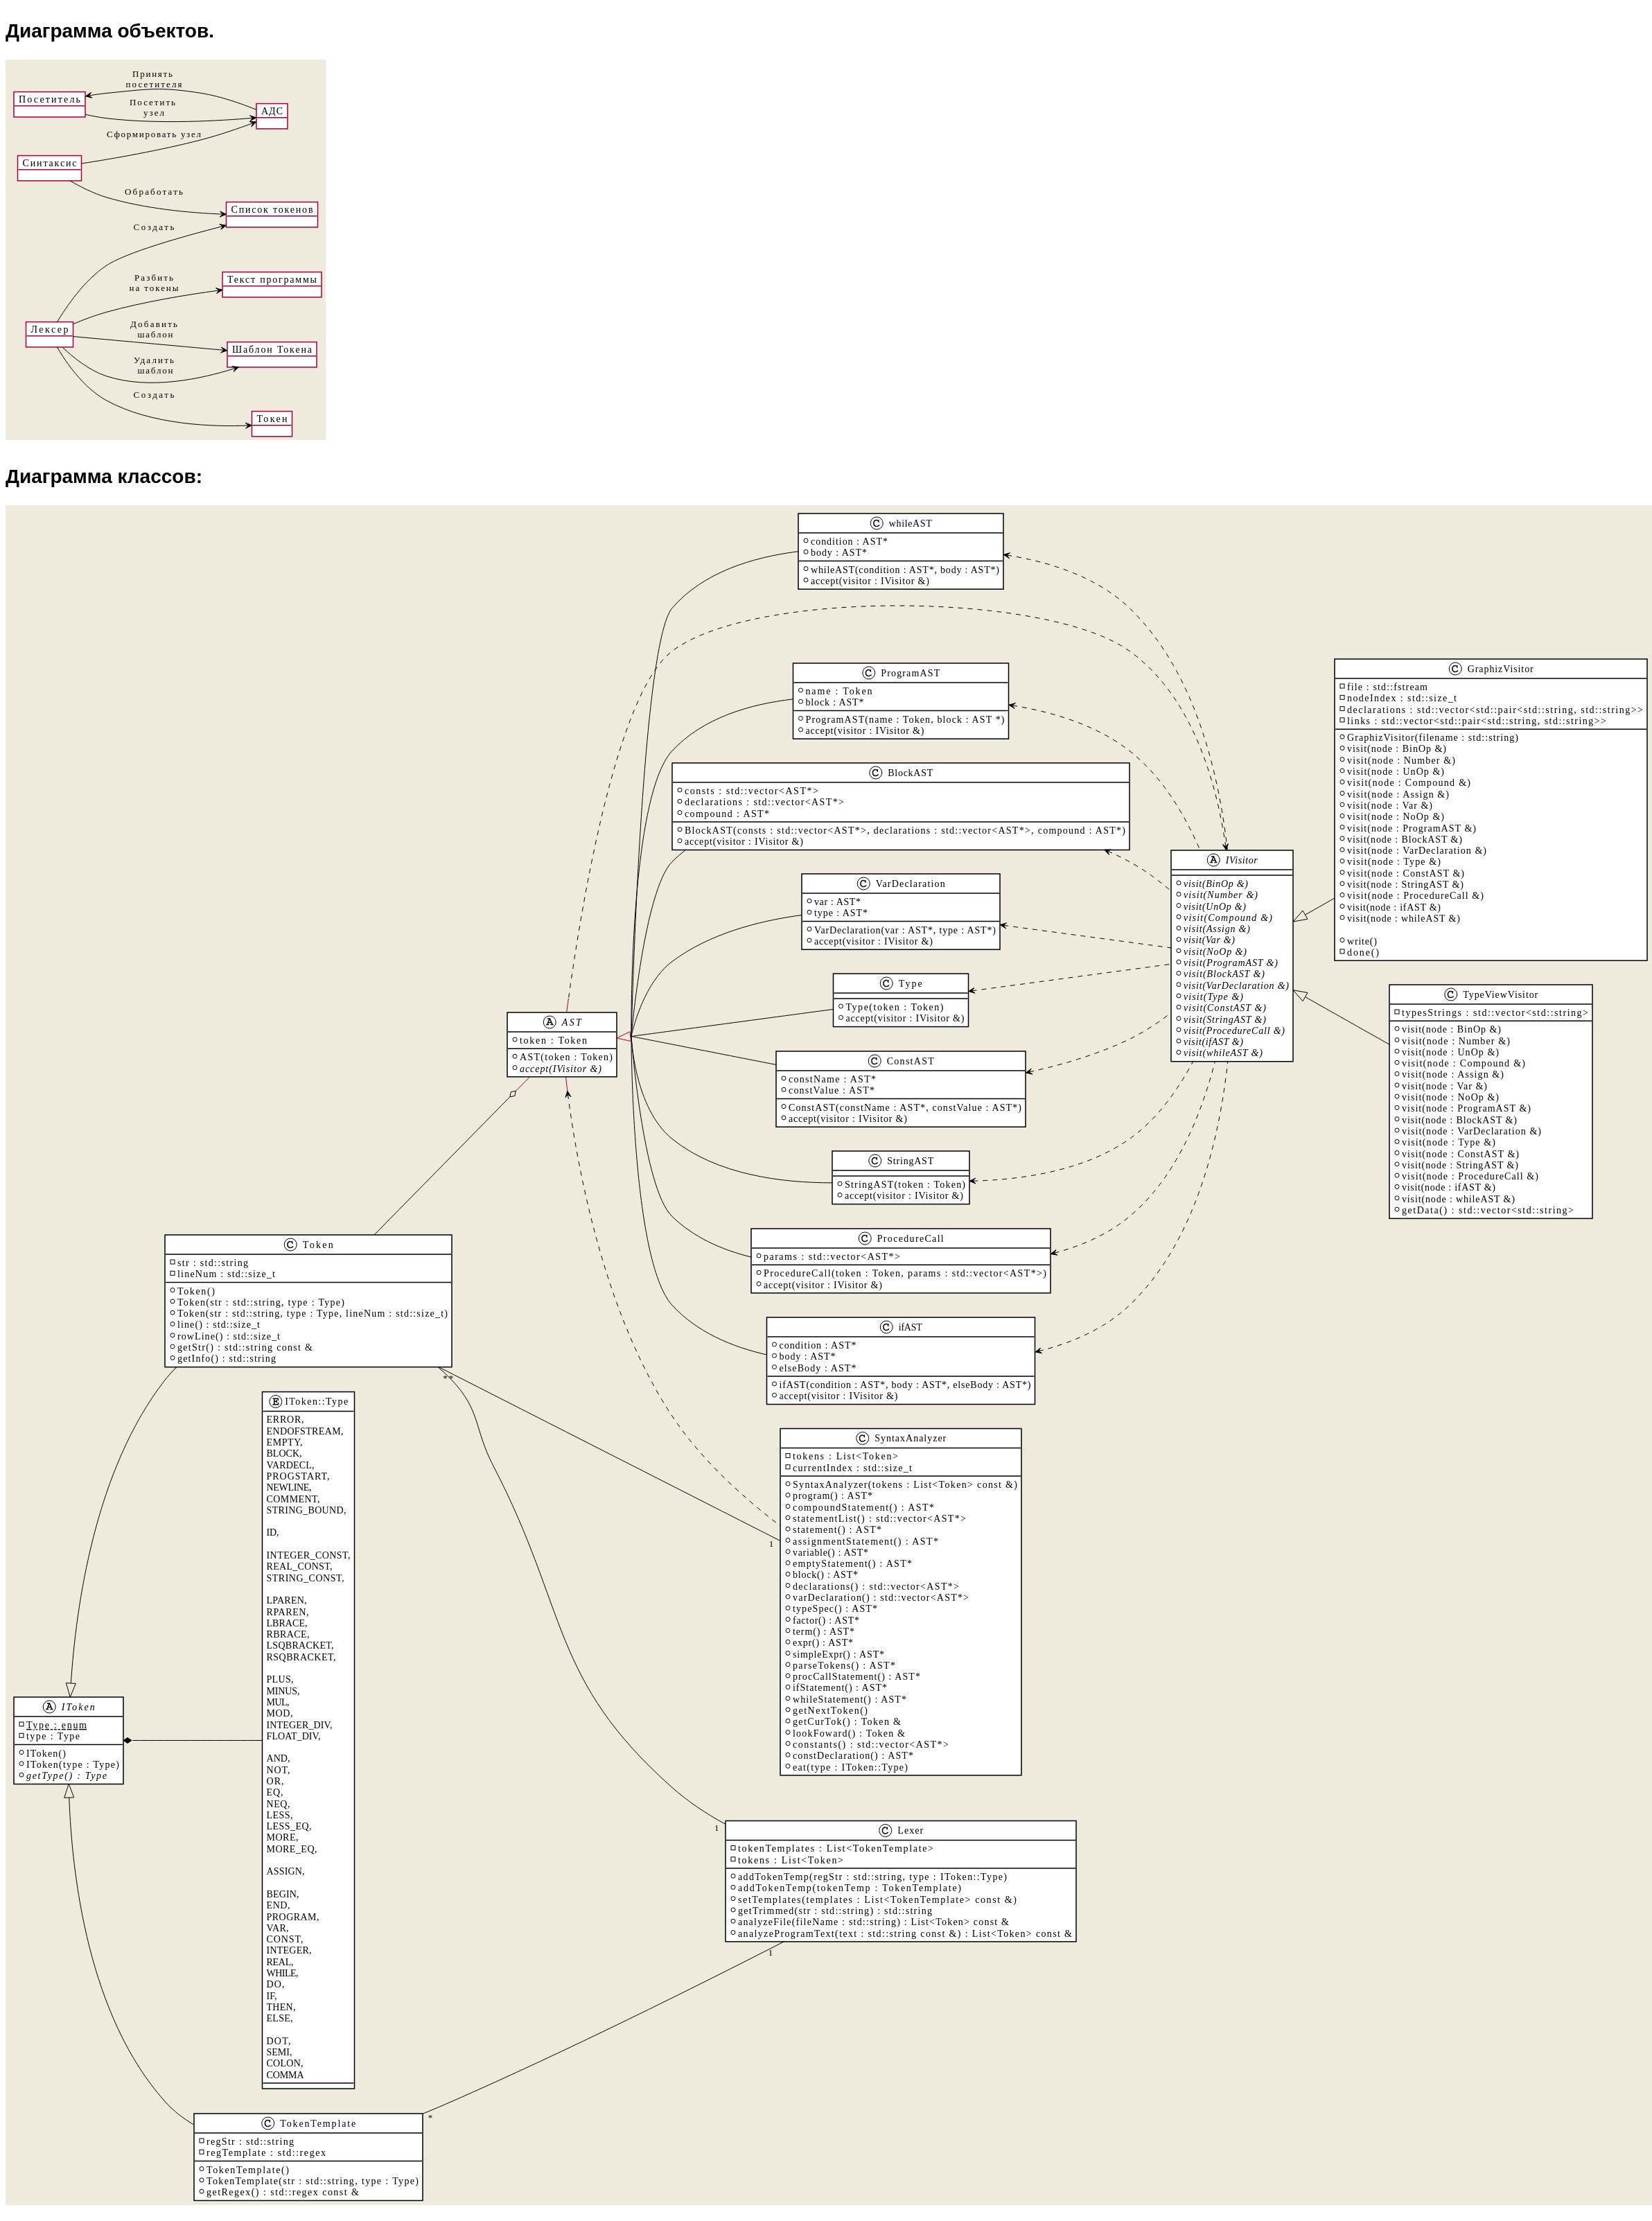 Диаграмма объектов.
Принять
посетителя
Посетитель
Посетить
узел
АДС
Сформировать узел
Синтаксис
Обработать
Список токенов
Создать
Разбить
на токены
Текст программы
Лексер
Добавить
шаблон
Шаблон Токена
Удалить
шаблон
Создать
Токен
Диаграмма классов:
C whileAST
condition : AST*
body : AST*
whileAST(condition : AST*, body : AST*)
accept(visitor : IVisitor &)
C ProgramAST
name : Token
block : AST*
ProgramAST(name : Token, block : AST *)
accept(visitor : IVisitor &)
C BlockAST
consts : std::vector<AST*>
declarations : std::vector<AST*>
compound : AST*
BlockAST(consts : std::vector<AST*>, declarations : std::vector<AST*>, compound : AST*)
accept(visitor : IVisitor &)
C VarDeclaration
var : AST*
type : AST*
VarDeclaration(var : AST*, type : AST*)
accept(visitor : IVisitor &)
C Type
Type(token : Token)
accept(visitor : IVisitor &)
C ConstAST
constName : AST*
constValue : AST*
ConstAST(constName : AST*, constValue : AST*)
accept(visitor : IVisitor &)
C StringAST
StringAST(token : Token)
accept(visitor : IVisitor &)
C ProcedureCall
params : std::vector<AST*>
ProcedureCall(token : Token, params : std::vector<AST*>)
accept(visitor : IVisitor &)
C ifAST
condition : AST*
body : AST*
elseBody : AST*
ifAST(condition : AST*, body : AST*, elseBody : AST*)
accept(visitor : IVisitor &)
A IVisitor
visit(BinOp &)
visit(Number &)
visit(UnOp &)
visit(Compound &)
visit(Assign &)
visit(Var &)
visit(NoOp &)
visit(ProgramAST &)
visit(BlockAST &)
visit(VarDeclaration &)
visit(Type &)
visit(ConstAST &)
visit(StringAST &)
visit(ProcedureCall &)
visit(ifAST &)
visit(whileAST &)
C GraphizVisitor
file : std::fstream
nodeIndex : std::size_t
declarations : std::vector<std::pair<std::string, std::string>>
links : std::vector<std::pair<std::string, std::string>>
GraphizVisitor(filename : std::string)
visit(node : BinOp &)
visit(node : Number &)
visit(node : UnOp &)
visit(node : Compound &)
visit(node : Assign &)
visit(node : Var &)
visit(node : NoOp &)
visit(node : ProgramAST &)
visit(node : BlockAST &)
visit(node : VarDeclaration &)
visit(node : Type &)
visit(node : ConstAST &)
visit(node : StringAST &)
visit(node : ProcedureCall &)
visit(node: ifAST &)
visit(node : whileAST &)
write()
done()
C TypeViewVisitor
typesStrings : std::vector<std::string>
visit(node : BinOp &)
visit(node : Number &)
visit(node : UnOp &)
visit(node : Compound &)
visit(node : Assign &)
visit(node : Var &)
visit(node : NoOp &)
visit(node : ProgramAST &)
visit(node : BlockAST &)
visit(node : VarDeclaration &)
visit(node : Type &)
visit(node : ConstAST &)
visit(node : StringAST &)
visit(node : ProcedureCall &)
visit(node: ifAST &)
visit(node : whileAST &)
getData() : std::vector<std::string>
A AST
token : Token
AST(token : Token)
accept(IVisitor &)
C Token
str : std::string
lineNum : std::size_t
Token()
Token(str : std::string, type : Type)
Token(str : std::string, type : Type, lineNum : std::size_t)
line() : std::size_t
rowLine() : std::size_t
getStr() : std::string const &
getInfo() : std::string
* *
E IToken::Type
ERROR,
ENDOFSTREAM,
EMPTY,
BLOCK,
VARDECL,
PROGSTART,
NEWLINE,
COMMENT,
STRING_BOUND,
ID,
INTEGER_CONST,
REAL_CONST,
STRING_CONST,
LPAREN,
RPAREN,
LBRACE,
RBRACE,
LSQBRACKET,
RSQBRACKET,
PLUS,
MINUS,
MUL,
MOD,
INTEGER_DIV,
FLOAT_DIV,
AND,
NOT,
OR,
EQ,
NEQ,
LESS,
LESS_EQ,
MORE,
MORE_EQ,
ASSIGN,
BEGIN,
END,
PROGRAM,
VAR,
CONST,
INTEGER,
REAL,
WHILE,
DO,
IF,
THEN,
ELSE,
DOT,
SEMI,
COLON,
COMMA
C SyntaxAnalyzer
tokens : List<Token>
currentIndex : std::size_t
SyntaxAnalyzer(tokens : List<Token> const &)
program() : AST*
compoundStatement() : AST*
statementList() : std::vector<AST*>
statement() : AST*
assignmentStatement() : AST*
variable() : AST*
emptyStatement() : AST*
block() : AST*
declarations() : std::vector<AST*>
varDeclaration() : std::vector<AST*>
typeSpec() : AST*
factor() : AST*
term() : AST*
expr() : AST*
simpleExpr() : AST*
parseTokens() : AST*
procCallStatement() : AST*
ifStatement() : AST*
whileStatement() : AST*
getNextToken()
getCurTok() : Token &
lookFoward() : Token &
constants() : std::vector<AST*>
constDeclaration() : AST*
eat(type : IToken::Type)
1
A IToken
Type : enum
type : Type
IToken()
IToken(type : Type)
getType() : Type
1
C Lexer
tokenTemplates : List<TokenTemplate>
tokens : List<Token>
addTokenTemp(regStr : std::string, type : IToken::Type)
addTokenTemp(tokenTemp : TokenTemplate)
setTemplates(templates : List<TokenTemplate> const &)
getTrimmed(str : std::string) : std::string
analyzeFile(fileName : std::string) : List<Token> const &
analyzeProgramText(text : std::string const &) : List<Token> const &
1
*
C TokenTemplate
regStr : std::string
regTemplate : std::regex
TokenTemplate()
TokenTemplate(str : std::string, type : Type)
getRegex() : std::regex const &